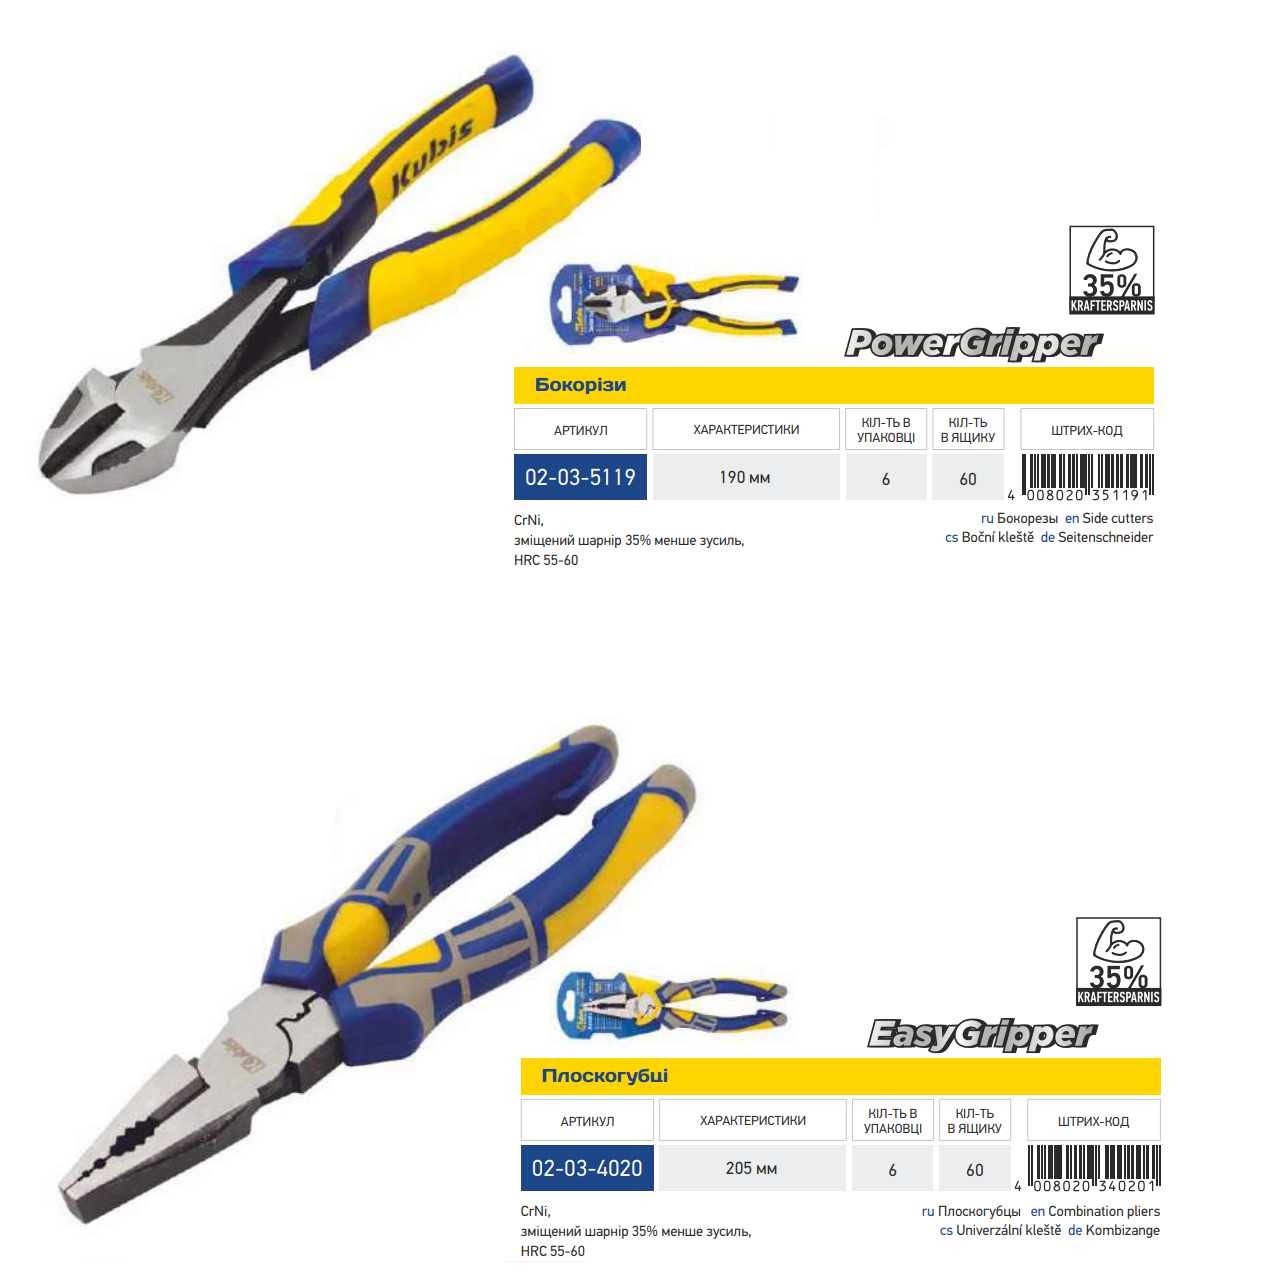 Kubis
Kubis
35%
KRAFTERSPARNIS
PowerGripper
Бокорізи
АРТИКУЛ ХАРАКТЕРИСТИКИ КІЛ-ТЬ В УПАКОВЦІ КІЛ-ТЬ В ЯЩИКУ ШТРИХ-КОД
02-03-5119 190 мм 6 60 4 008020 351191
CrNi,
зміщений шарнір 35% менше зусиль,
HRC 55-60
ru Бокорезы en Side cutters
cs Boční kleště de Seitenschneider
Kubis
35%
KRAFTERSPARNIS
EasyGripper
Плоскогубці
АРТИКУЛ ХАРАКТЕРИСТИКИ КІЛ-ТЬ В УПАКОВЦІ КІЛ-ТЬ В ЯЩИКУ ШТРИХ-КОД
02-03-4020 205 мм 6 60 4 008020 340201
CrNi,
зміщений шарнір 35% менше зусиль,
HRC 55-60
ru Плоскогубцы en Combination pliers
cs Univerzální kleště de Kombizange